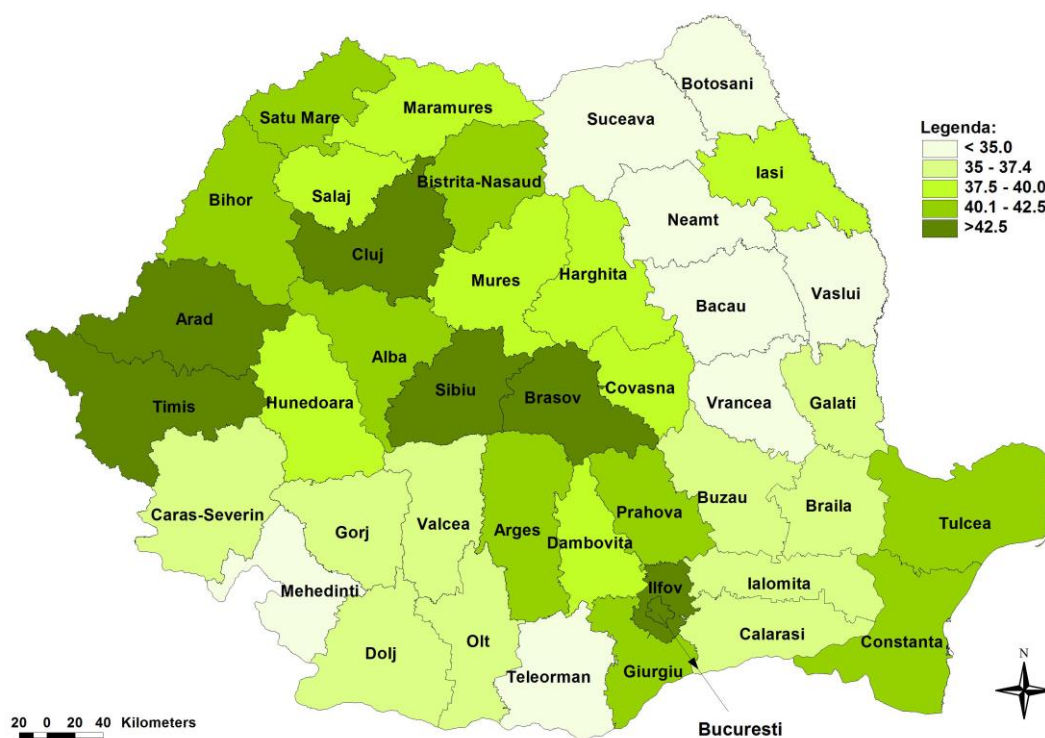 Botosani
Suceava
Maramures
Satu Mare
Legenda:
< 35.0
35 - 37.4
37.5 - 40.0
40.1 - 42.5
>42.5
Iasi
Bistrita-Nasaud
Salaj
Bihor
Neamt
Cluj
Mures
Harghita
Vaslui
Bacau
Arad
Alba
Sibiu
Brasov
Covasna
Vrancea
Galati
Timis
Hunedoara
Buzau
Braila
Tulcea
Caras-Severin
Gorj
Valcea
Arges
Prahova
Dambovita
Ilfov
Ialomita
Mehedinti
Calarasi
Constanta
Dolj
Olt
Teleorman
Giurgiu
N
20 0 20 40 Kilometers
Bucuresti